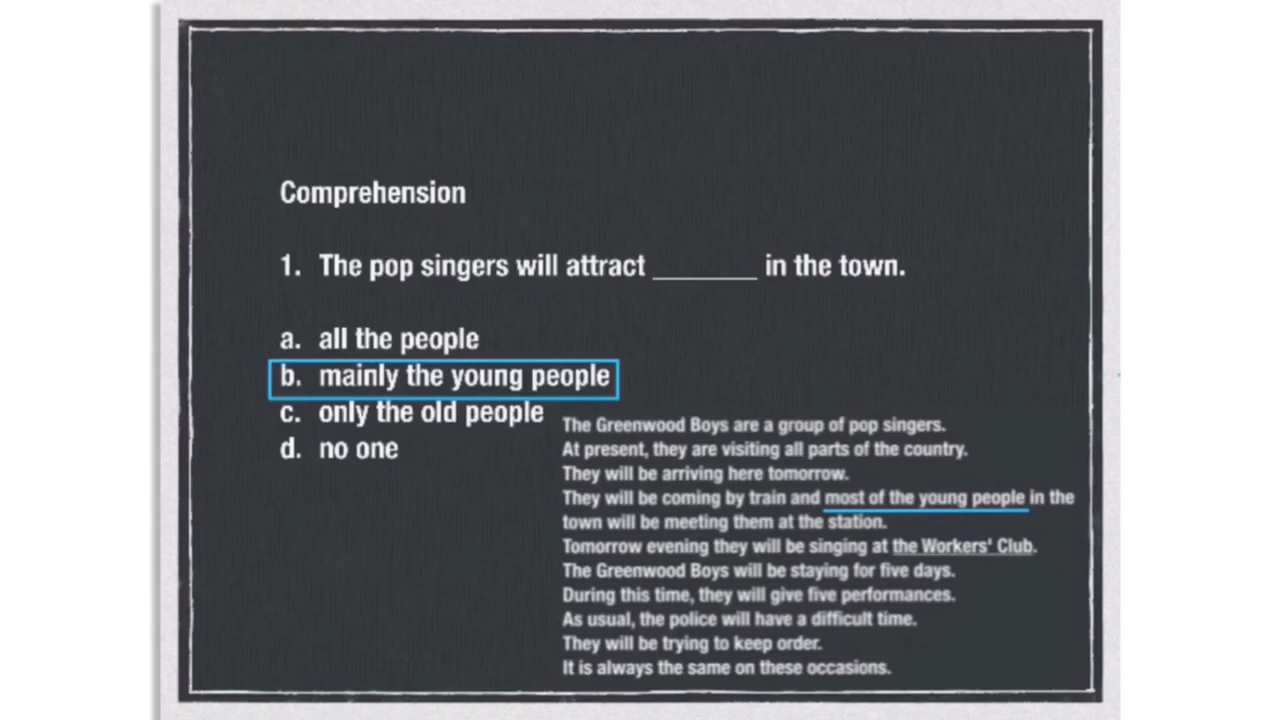 Comprehension
1. The pop singers will attract _______ in the town.
a. all the people
b. mainly the young people
c. only the old people
d. no one
The Greenwood Boys are a group of pop singers.
At present, they are visiting all parts of the country.
They will be arriving here tomorrow.
They will be coming by train and most of the young people in the
town will be meeting them at the station.
Tomorrow evening they will be singing at the Workers' Club.
The Greenwood Boys will be staying for five days.
During this time, they will give five performances.
As usual, the police will have a difficult time.
They will be trying to keep order.
It is always the same on these occasions.